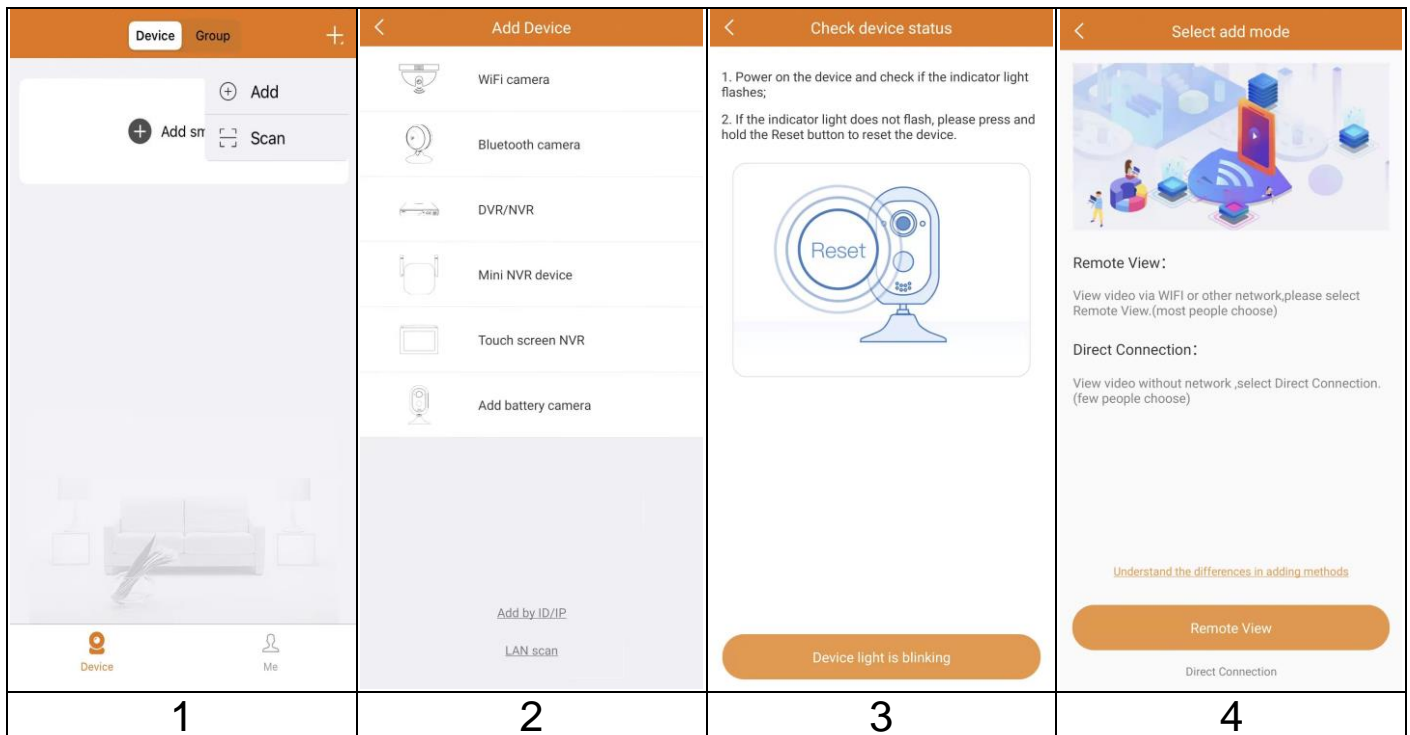 Device Group +
Add
Add sm
Scan
Device
Me
1
Add Device
WiFi camera
Bluetooth camera
DVR/NVR
Mini NVR device
Touch screen NVR
Add battery camera
Add by ID/IP
LAN scan
2
Check device status
1. Power on the device and check if the indicator light
flashes;
2. If the indicator light does not flash, please press and
hold the Reset button to reset the device.
Reset
Device light is blinking
3
Select add mode
Remote View：
View video via WIFI or other network,please select
Remote View.(most people choose)
Direct Connection：
View video without network ,select Direct Connection.
(few people choose)
Understand the differences in adding methods
Remote View
Direct Connection
4